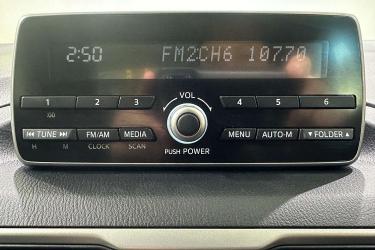 2:50 FM2CH6 107.70
VOL
1 2 3 4 5 6
TUNE FM/AM MEDIA MENU AUTO-M ▼ FOLDER ▲
H M CLOCK SCAN
PUSH POWER